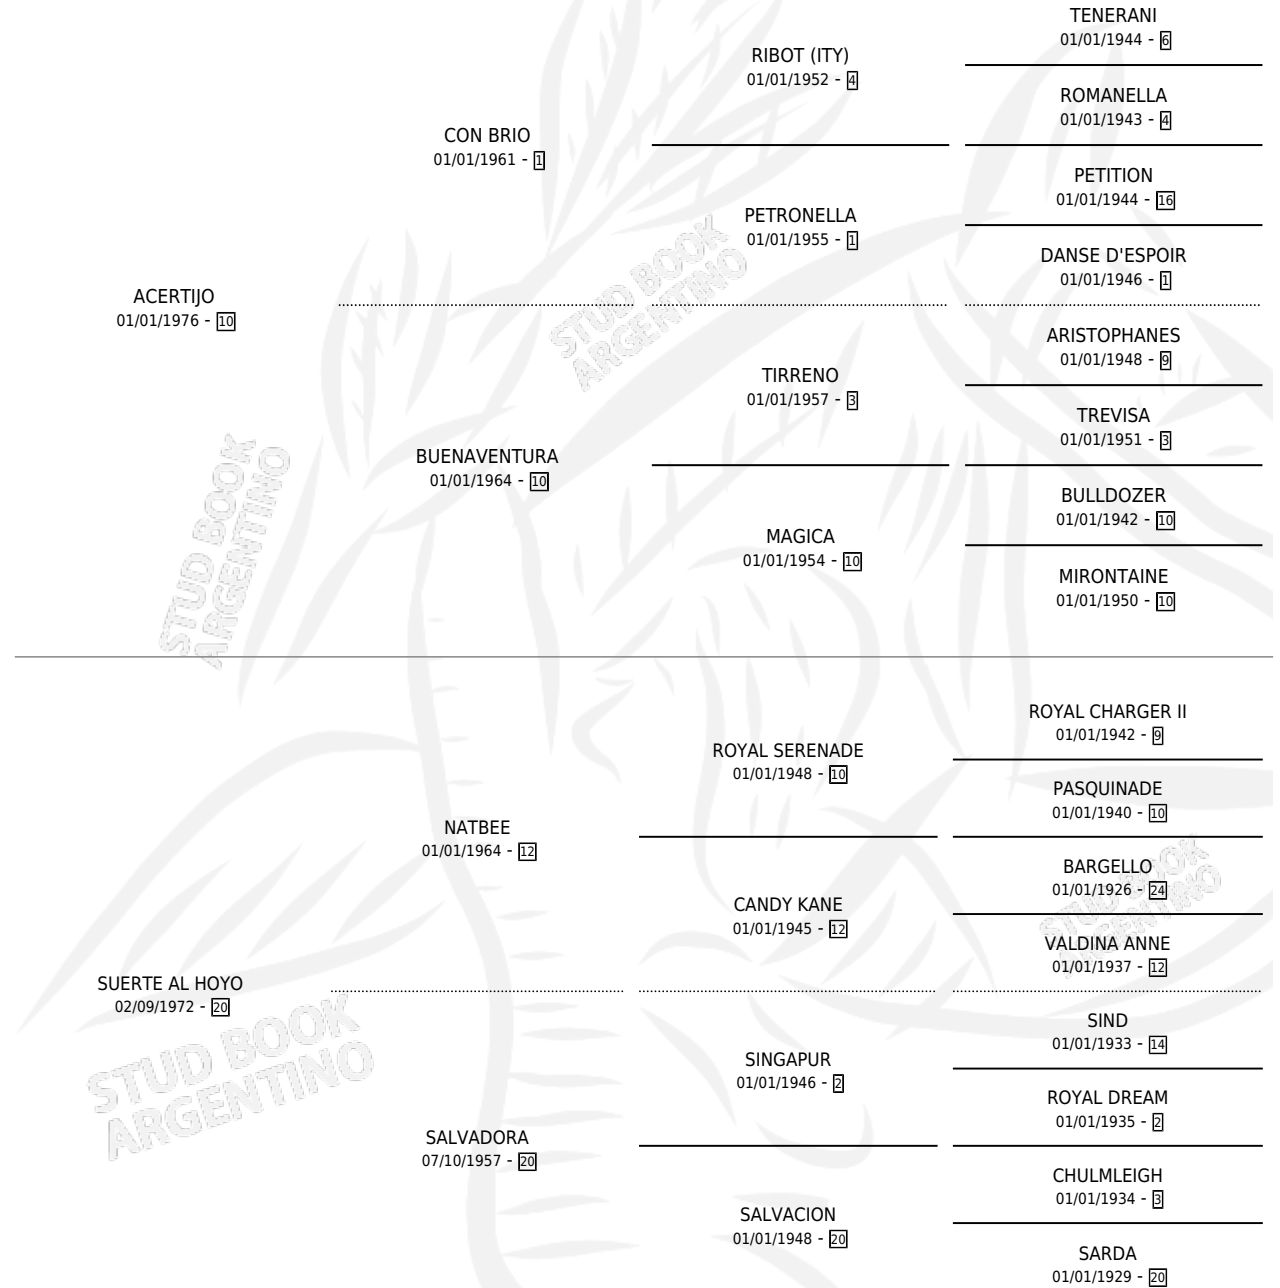 TENERANI
01/01/1944 - 6
RIBOT (ITY)
01/01/1952 - 4
ROMANELLA
01/01/1943 - 4
CON BRIO
01/01/1961 - 1
PETITION
01/01/1944 - 16
PETRONELLA
01/01/1955 - 1
DANSE D'ESPOIR
01/01/1946 - 1
ACERTIJO
01/01/1976 - 10
ARISTOPHANES
01/01/1948 - 9
TIRRENO
01/01/1957 - 3
TREVISA
01/01/1951 - 3
BUENAVENTURA
01/01/1964 - 10
BULLDOZER
01/01/1942 - 10
MAGICA
01/01/1954 - 10
MIRONTAINE
01/01/1950 - 10
ROYAL CHARGER II
01/01/1942 - 9
ROYAL SERENADE
01/01/1948 - 10
PASQUINADE
01/01/1940 - 10
NATBEE
01/01/1964 - 12
BARGELLO
01/01/1926 - 24
CANDY KANE
01/01/1945 - 12
VALDINA ANNE
01/01/1937 - 12
SUERTE AL HOYO
02/09/1972 - 20
SIND
01/01/1933 - 14
SINGAPUR
01/01/1946 - 2
ROYAL DREAM
01/01/1935 - 2
SALVADORA
07/10/1957 - 20
CHULMLEIGH
01/01/1934 - 3
SALVACION
01/01/1948 - 20
SARDA
01/01/1929 - 20
STUD BOOK
ARGENTINO
STUD BOOK
ARGENTINO
STUD BOOK
ARGENTINO
STUD BOOK
ARGENTINO